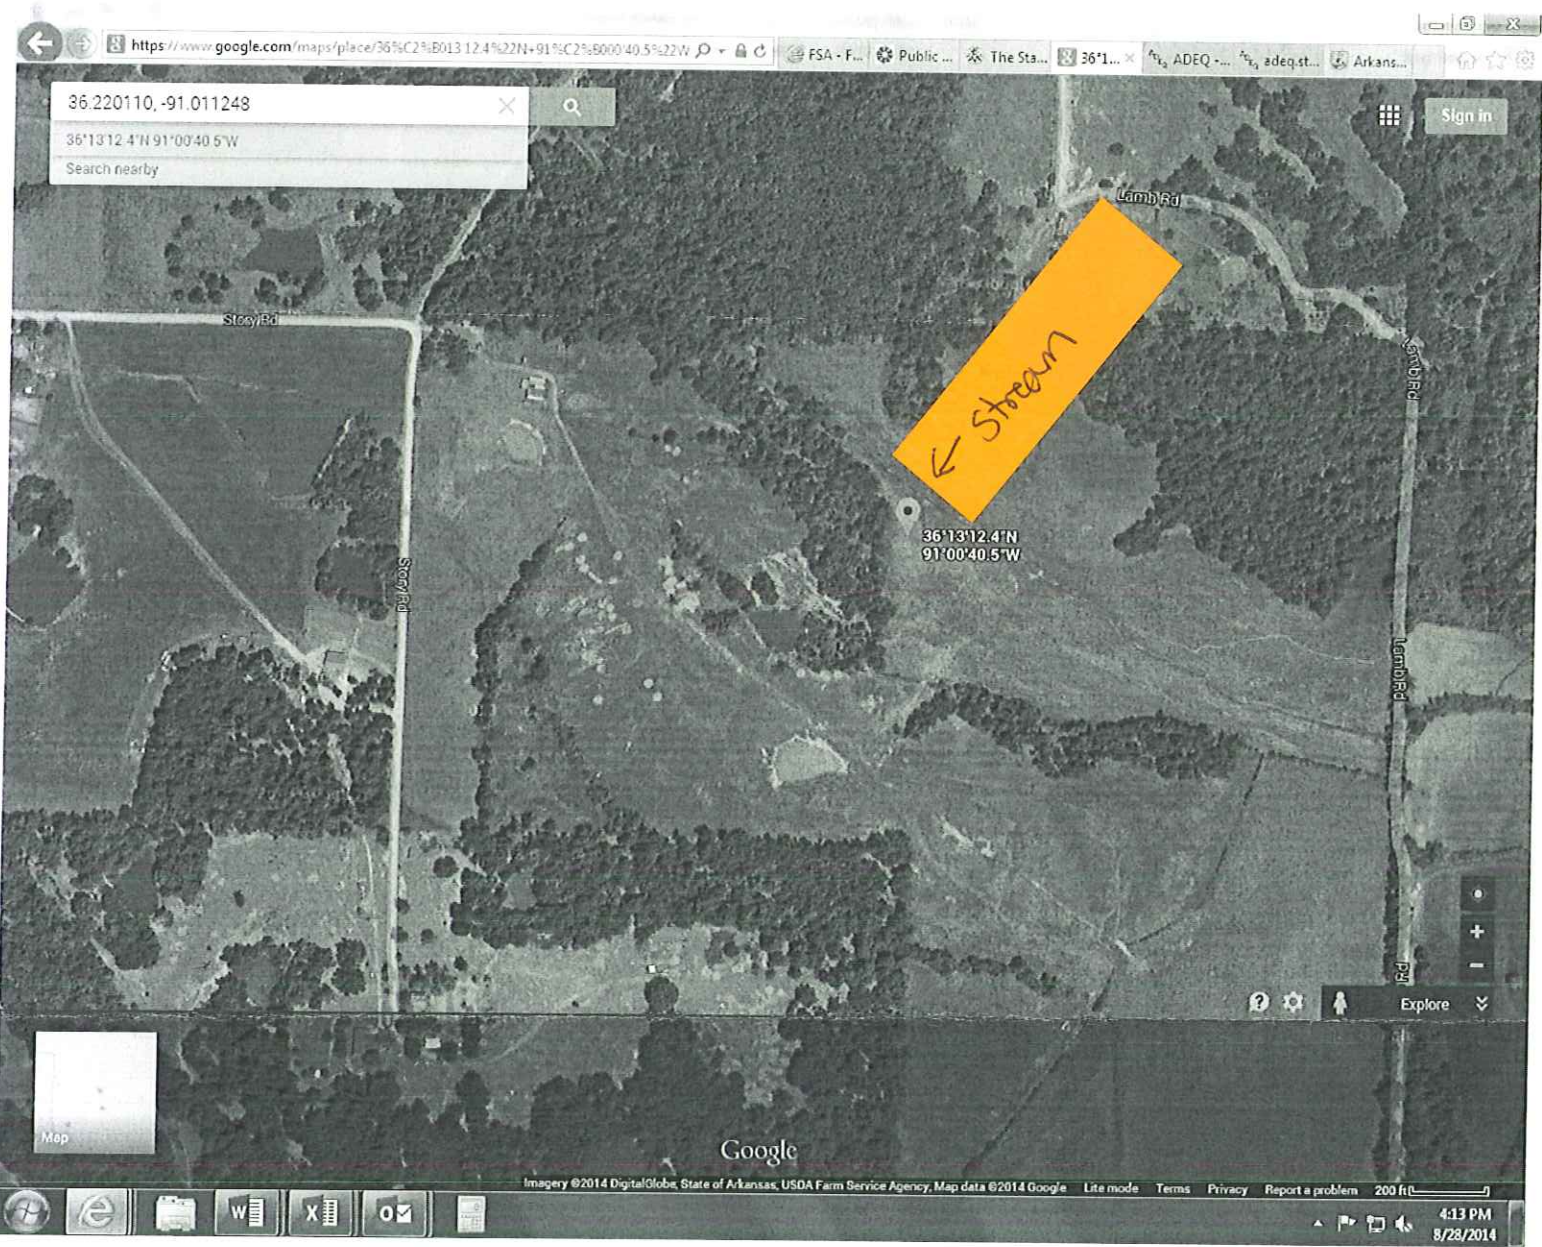 https://www.google.com/maps/place/36%C2%B013'12.4%22N+91%C2%B000'40.5%22W
FSA - F...
Public ...
The Sta...
36°1...
ADEQ -...
adeq.st...
Arkans...
36.220110, -91.011248
36°13'12.4"N 91°00'40.5"W
Search nearby
Sign in
Lamb Rd
Story Rd
Lamb Rd
← Stream
36°13'12.4"N
91°00'40.5"W
Story Rd
Lamb Rd
Rd
Explore
Map
Google
Imagery ©2014 DigitalGlobe, State of Arkansas, USDA Farm Service Agency, Map data ©2014 Google Lite mode Terms Privacy Report a problem 200 ft
4:13 PM
8/28/2014